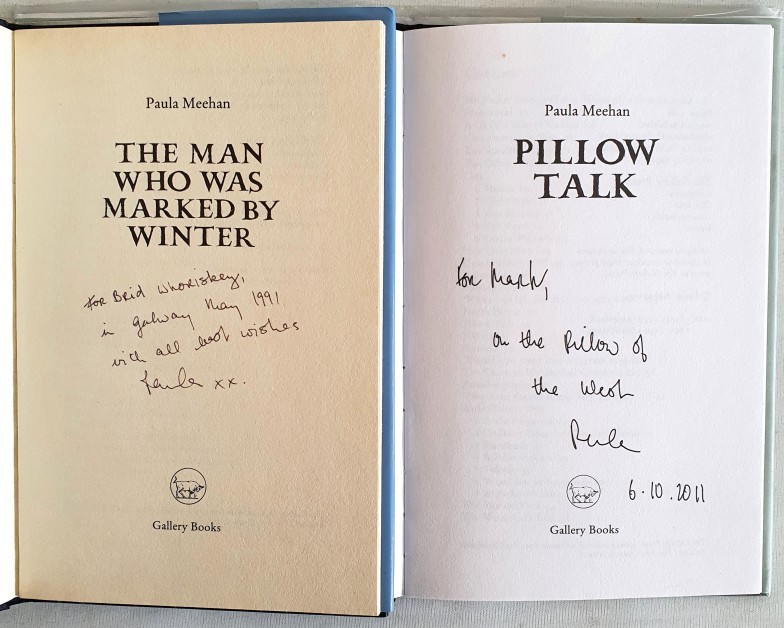 Paula Meehan
THE MAN
WHO WAS
MARKED BY
WINTER
For Bríd Whoriskey,
in Galway May 1991
with all best wishes
Paula xx.
Gallery Books
Paula Meehan
PILLOW
TALK
For Mark,
on the Pillow of
the West
Paula
6.10.2011
Gallery Books